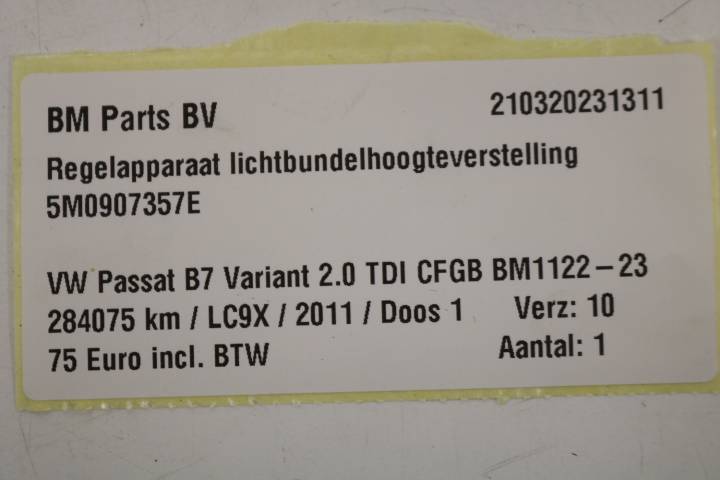 BM Parts BV 210320231311
Regelapparaat lichtbundelhoogteverstelling
5M0907357E
VW Passat B7 Variant 2.0 TDI CFGB BM1122-23
284075 km / LC9X / 2011 / Doos 1 Verz: 10
75 Euro incl. BTW Aantal: 1